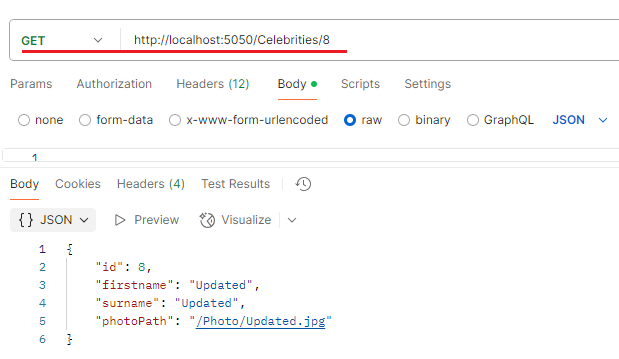 GET http://localhost:5050/Celebrities/8
Params Authorization Headers (12) Body Scripts Settings
none form-data x-www-form-urlencoded raw binary GraphQL JSON
1
Body Cookies Headers (4) Test Results
{} JSON Preview Visualize
1 {
2 "id": 8,
3 "firstname": "Updated",
4 "surname": "Updated",
5 "photoPath": "/Photo/Updated.jpg"
6 }